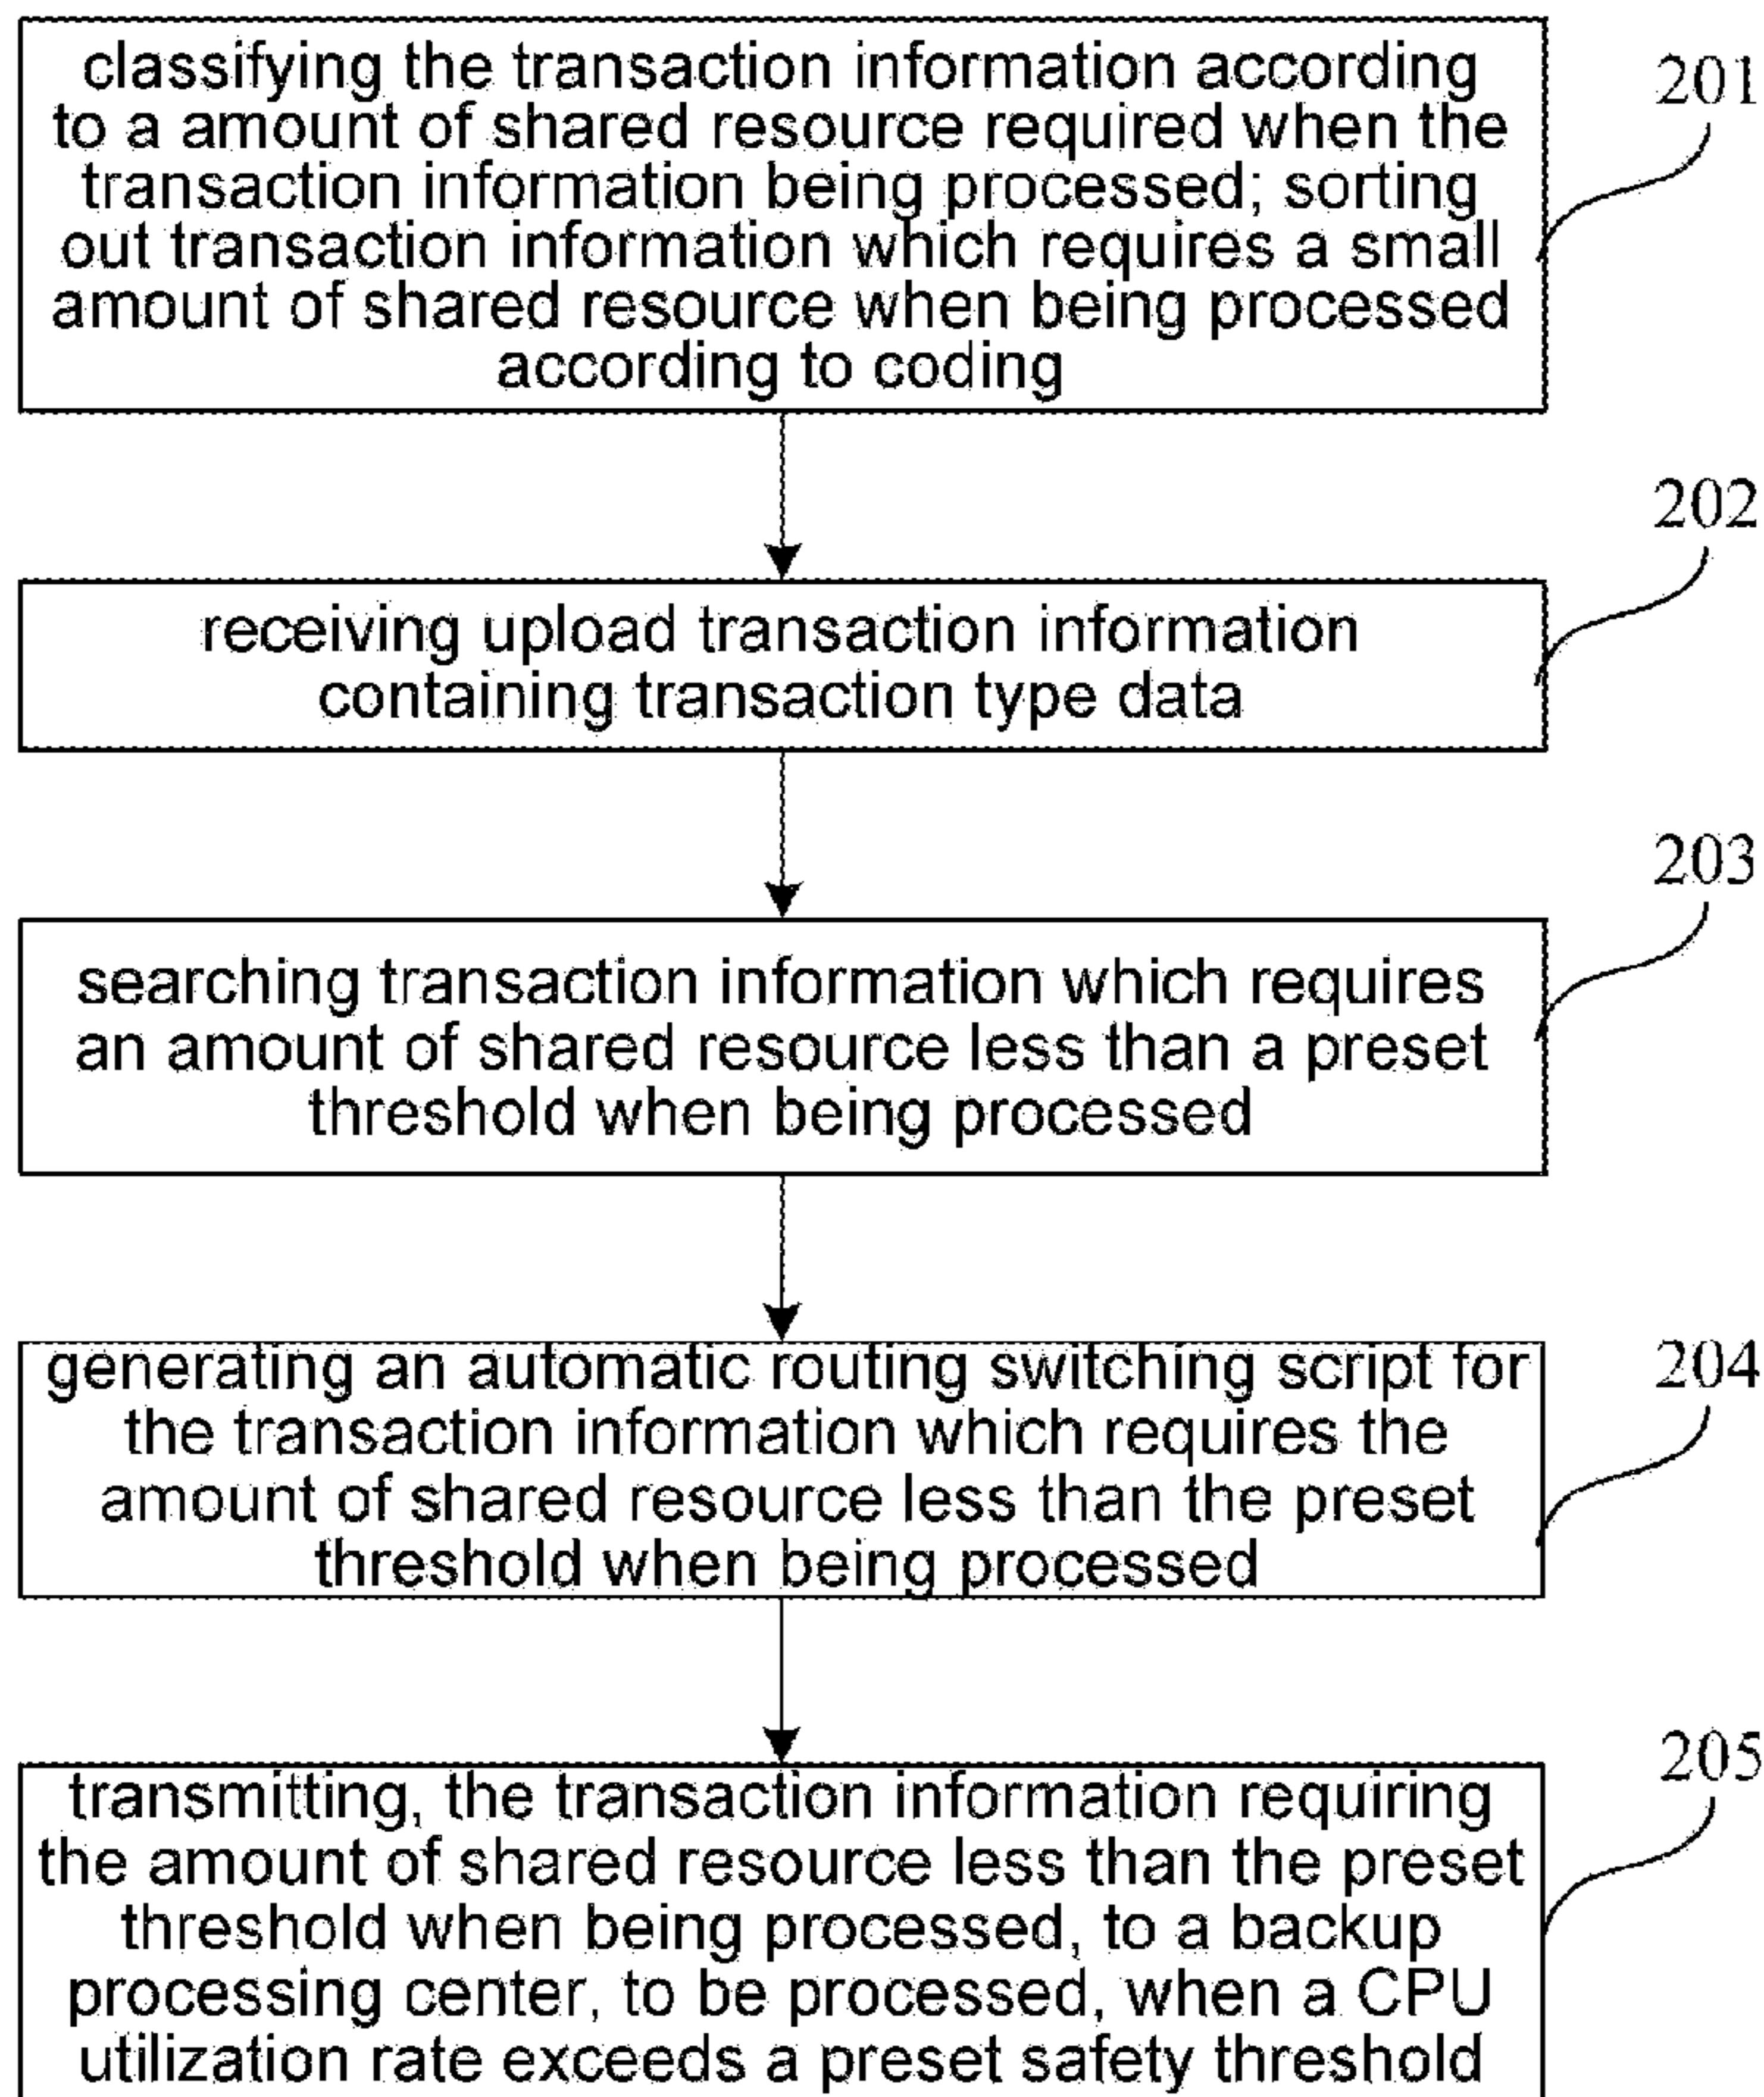 classifying the transaction information according
to a amount of shared resource required when the
transaction information being processed; sorting
out transaction information which requires a small
amount of shared resource when being processed
according to coding
201
receiving upload transaction information
containing transaction type data
202
searching transaction information which requires
an amount of shared resource less than a preset
threshold when being processed
203
generating an automatic routing switching script for
the transaction information which requires the
amount of shared resource less than the preset
threshold when being processed
204
transmitting, the transaction information requiring
the amount of shared resource less than the preset
threshold when being processed, to a backup
processing center, to be processed, when a CPU
utilization rate exceeds a preset safety threshold
205